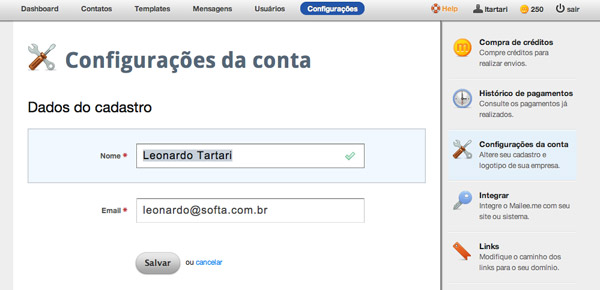 Dashboard Contatos Templates Mensagens Usuários Configurações Help ltartari 250 sair
Configurações da conta
Dados do cadastro
Nome * Leonardo Tartari
Email * leonardo@softa.com.br
Salvar ou cancelar
Compra de créditos
Compre créditos para
realizar envios.
Histórico de pagamentos
Consulte os pagamentos já
realizados.
Configurações da conta
Altere seu cadastro e
logotipo de sua empresa.
Integrar
Integre o Mailee.me com seu
site ou sistema.
Links
Modifique o caminho dos
links para o seu domínio.